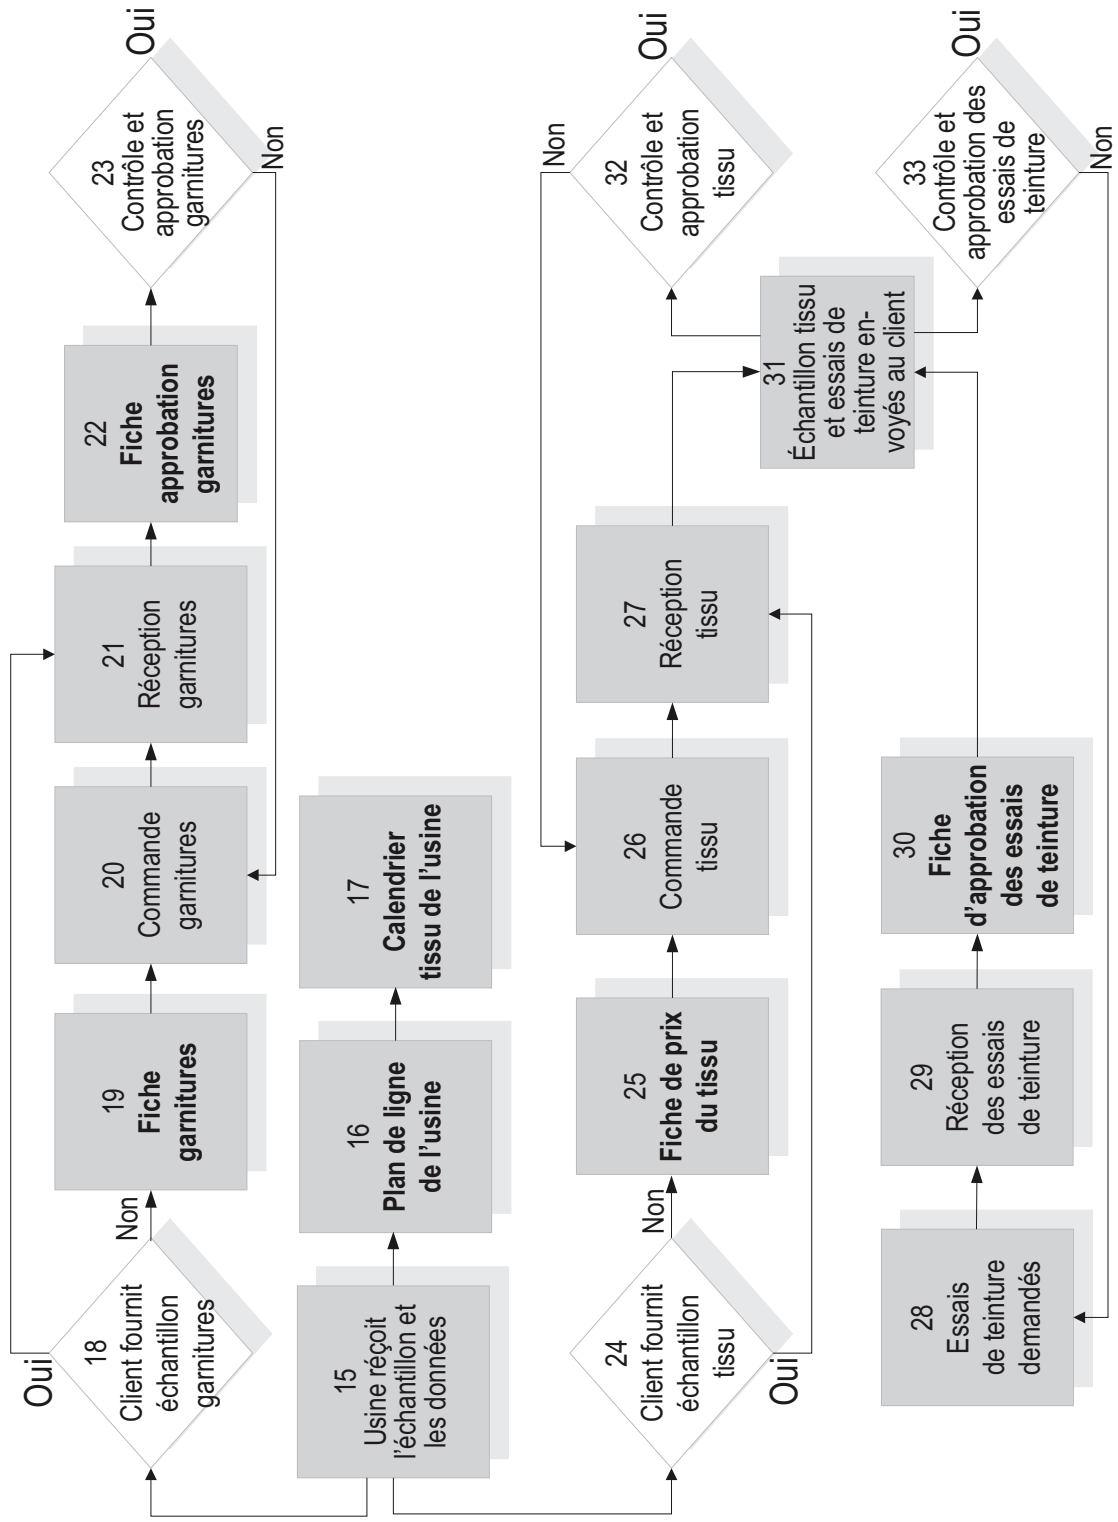 Oui
18
Client fournit
échantillon
garnitures
Non
19
Fiche
garnitures
20
Commande
garnitures
21
Réception
garnitures
22
Fiche
approbation
garnitures
23
Contrôle et
approbation
garnitures
Oui
Non
15
Usine réçoit
l'échantillon et
les données
16
Plan de ligne
de l'usine
17
Calendrier
tissu de l'usine
24
Client fournit
échantillon
tissu
Non
Oui
25
Fiche de prix
du tissu
26
Commande
tissu
27
Réception
tissu
31
Échantillon tissu
et essais de
teinture en-
voyés au client
Non
32
Contrôle et
approbation
tissu
Oui
28
Essais
de teinture
demandés
29
Réception
des essais
de teinture
30
Fiche
d'approbation
des essais
de teinture
33
Contrôle et
approbation des
essais de
teinture
Oui
Non